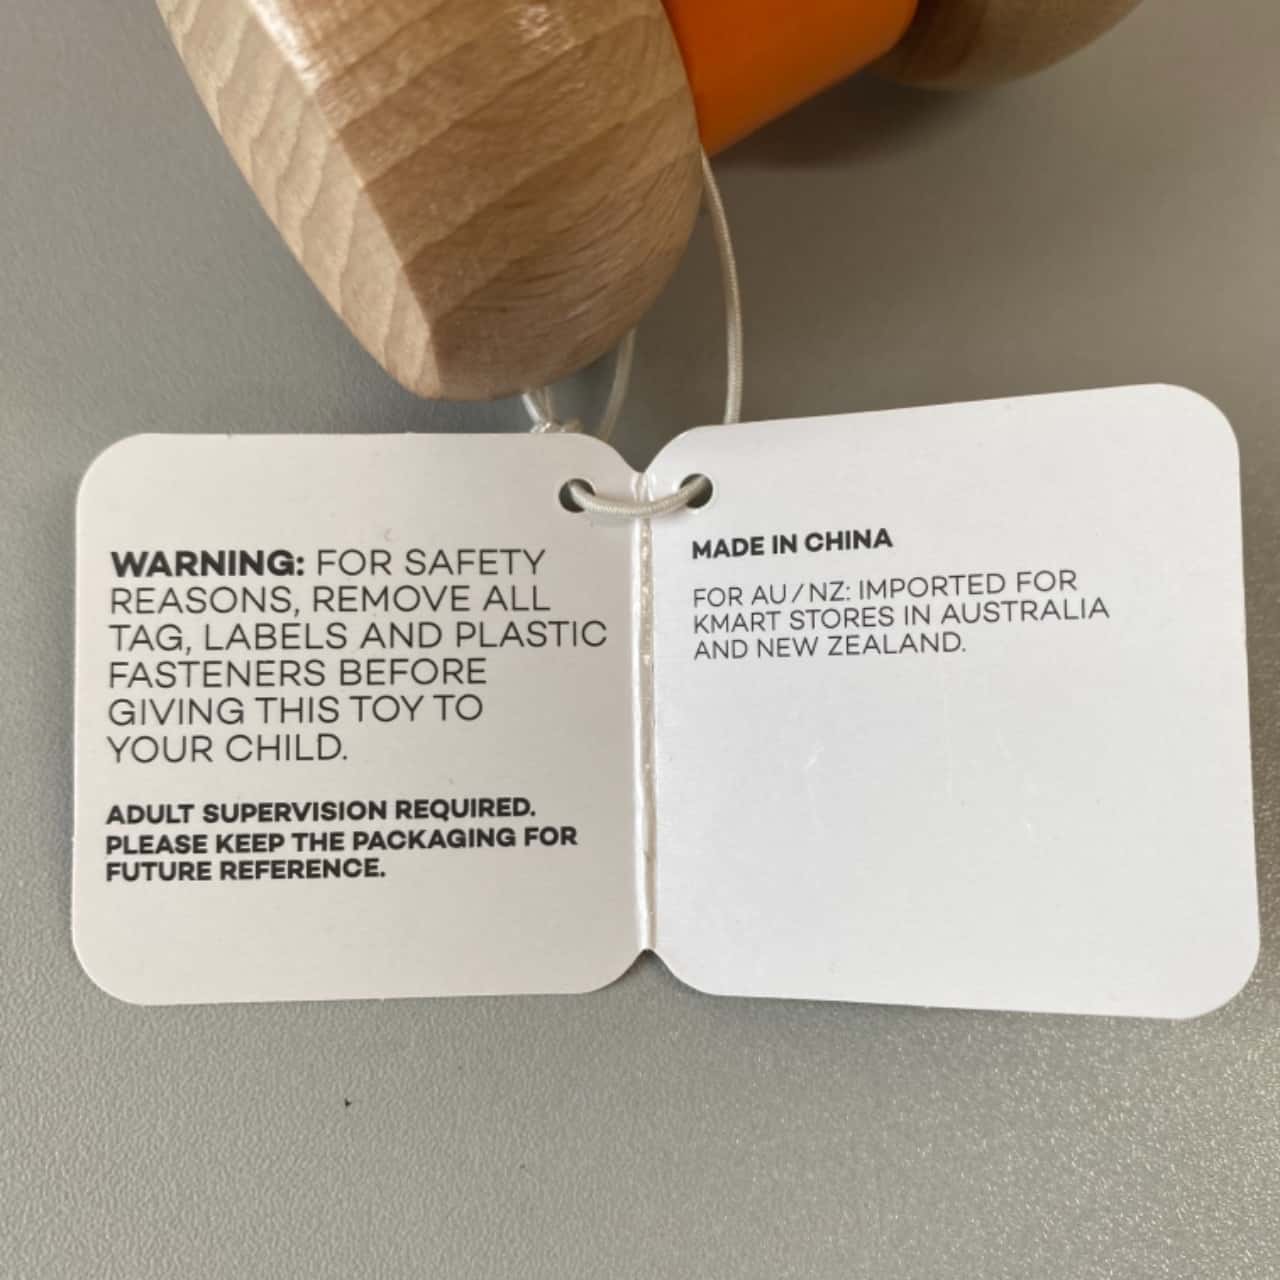 WARNING: FOR SAFETY
REASONS, REMOVE ALL
TAG, LABELS AND PLASTIC
FASTENERS BEFORE
GIVING THIS TOY TO
YOUR CHILD.
ADULT SUPERVISION REQUIRED.
PLEASE KEEP THE PACKAGING FOR
FUTURE REFERENCE.
MADE IN CHINA
FOR AU/NZ: IMPORTED FOR
KMART STORES IN AUSTRALIA
AND NEW ZEALAND.